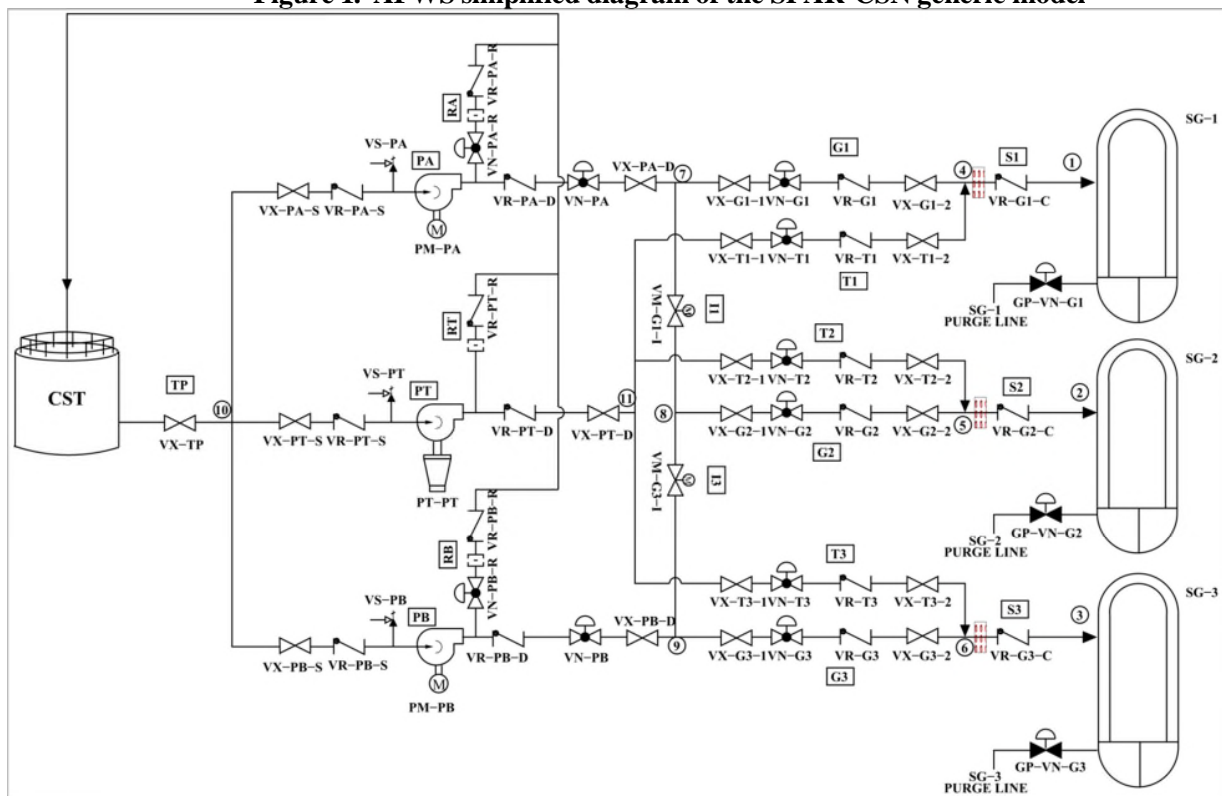 Figure 1. AFWS simplified diagram of the SPAR-CSN generic model
RA
VR-PA-R
VN-PA-R
VS-PA
PA
VX-PA-S
VR-PA-S
PM-PA
M
VR-PA-D
VN-PA
VX-PA-D
7
G1
VX-G1-1
VN-G1
VR-G1
VX-G1-2
4
S1
VR-G1-C
1
SG-1
VX-T1-1
VN-T1
VR-T1
VX-T1-2
T1
SG-1
PURGE LINE
GP-VN-G1
VM-G1-I
I1
RT
VR-PT-R
CST
TP
VX-TP
10
VS-PT
PT
VX-PT-S
VR-PT-S
PT-PT
VR-PT-D
VX-PT-D
11
8
T2
VX-T2-1
VN-T2
VR-T2
VX-T2-2
VX-G2-1
VN-G2
VR-G2
VX-G2-2
G2
5
S2
VR-G2-C
2
SG-2
SG-2
PURGE LINE
GP-VN-G2
VM-G3-I
I3
RB
VR-PB-R
VN-PB-R
VS-PB
PB
VX-PB-S
VR-PB-S
PM-PB
M
VR-PB-D
VN-PB
VX-PB-D
9
T3
VX-T3-1
VN-T3
VR-T3
VX-T3-2
VX-G3-1
VN-G3
VR-G3
VX-G3-2
G3
6
S3
VR-G3-C
3
SG-3
SG-3
PURGE LINE
GP-VN-G3